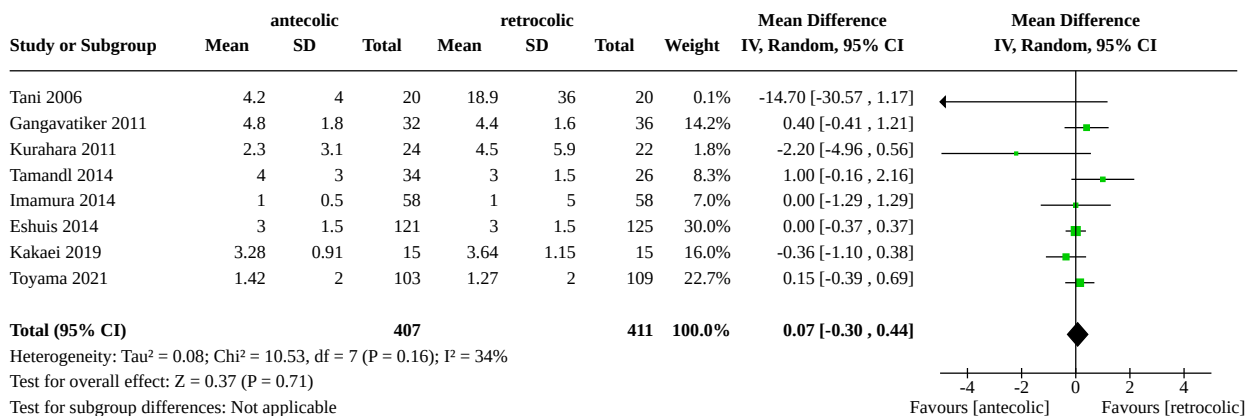 antecolic retrocolic Mean Difference Mean Difference
Study or Subgroup Mean SD Total Mean SD Total Weight IV, Random, 95% CI IV, Random, 95% CI
Tani 2006 4.2 4 20 18.9 36 20 0.1% -14.70 [-30.57 , 1.17]
Gangavatiker 2011 4.8 1.8 32 4.4 1.6 36 14.2% 0.40 [-0.41 , 1.21]
Kurahara 2011 2.3 3.1 24 4.5 5.9 22 1.8% -2.20 [-4.96 , 0.56]
Tamandl 2014 4 3 34 3 1.5 26 8.3% 1.00 [-0.16 , 2.16]
Imamura 2014 1 0.5 58 1 5 58 7.0% 0.00 [-1.29 , 1.29]
Eshuis 2014 3 1.5 121 3 1.5 125 30.0% 0.00 [-0.37 , 0.37]
Kakaei 2019 3.28 0.91 15 3.64 1.15 15 16.0% -0.36 [-1.10 , 0.38]
Toyama 2021 1.42 2 103 1.27 2 109 22.7% 0.15 [-0.39 , 0.69]
Total (95% CI) 407 411 100.0% 0.07 [-0.30 , 0.44]
Heterogeneity: Tau² = 0.08; Chi² = 10.53, df = 7 (P = 0.16); I² = 34%
Test for overall effect: Z = 0.37 (P = 0.71)
-4 -2 0 2 4
Test for subgroup differences: Not applicable Favours [antecolic] Favours [retrocolic]